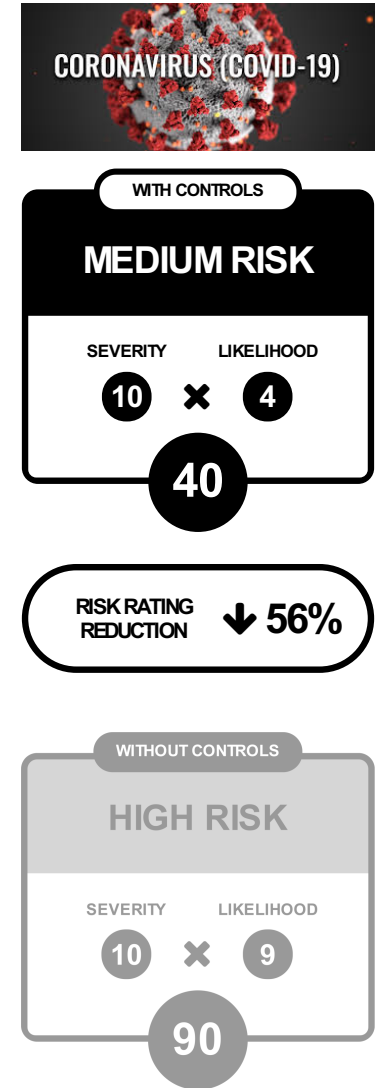 CORONAVIRUS (COVID-19)
WITH CONTROLS
MEDIUM RISK
SEVERITY LIKELIHOOD
10 ✖ 4
40
RISK RATING
REDUCTION
↓ 56%
WITHOUT CONTROLS
HIGH RISK
SEVERITY LIKELIHOOD
10 ✖ 9
90